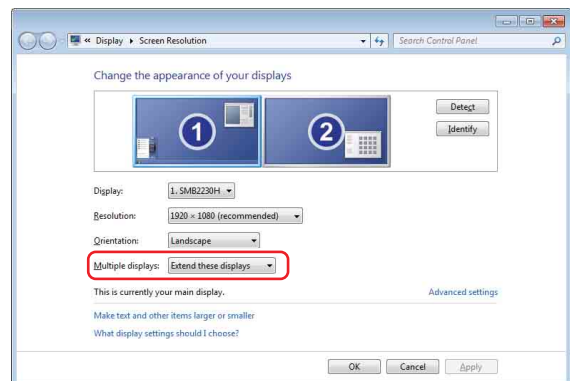 « Display ▸ Screen Resolution
Search Control Panel
Change the appearance of your displays
1
2
Detect
Identify
Display: 1. SMB2230H
Resolution: 1920 × 1080 (recommended)
Orientation: Landscape
Multiple displays: Extend these displays
This is currently your main display.
Advanced settings
Make text and other items larger or smaller
What display settings should I choose?
OK
Cancel
Apply